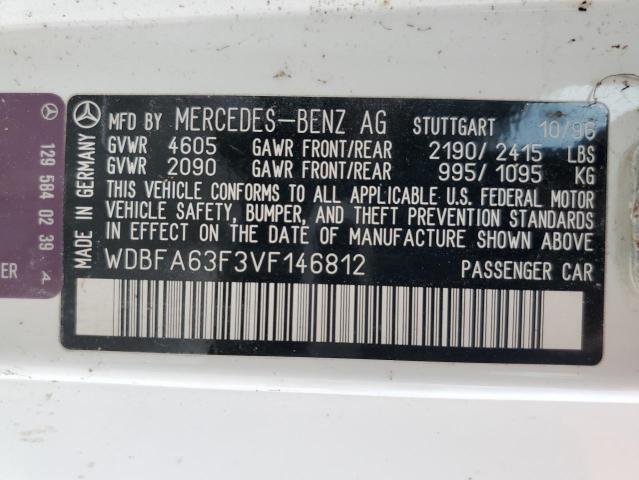 MFD BY MERCEDES-BENZ AG STUTTGART 10/96
GVWR 4605 GAWR FRONT/REAR 2190/ 2415 LBS
GVWR 2090 GAWR FRONT/REAR 995/ 1095 KG
THIS VEHICLE CONFORMS TO ALL APPLICABLE U.S. FEDERAL MOTOR
VEHICLE SAFETY, BUMPER, AND THEFT PREVENTION STANDARDS
IN EFFECT ON THE DATE OF MANUFACTURE SHOWN ABOVE.
WDBFA63F3VF146812 PASSENGER CAR
MADE IN GERMANY
129 584 02 39 A